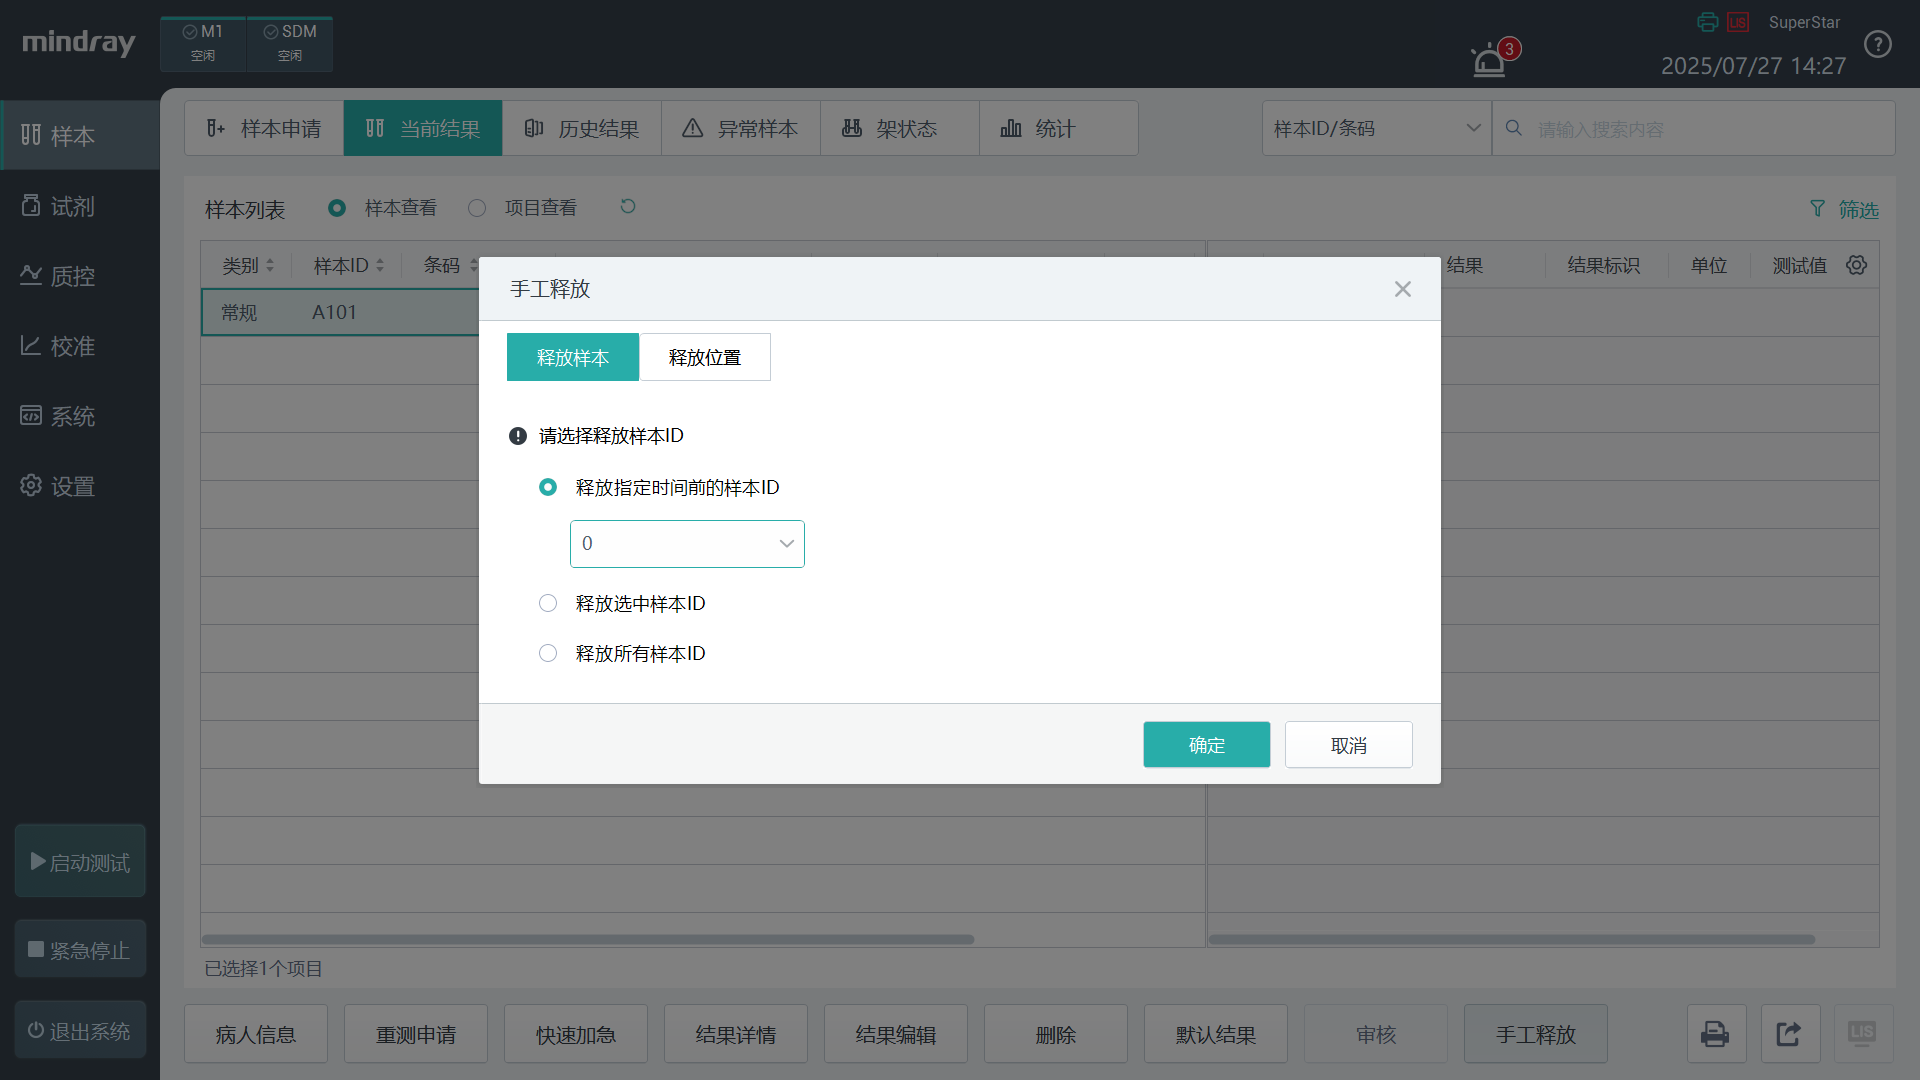 mindray
M1
空闲
SDM
空闲
3
LIS
SuperStar
2025/07/27 14:27
样本
试剂
质控
校准
系统
设置
启动测试
紧急停止
退出系统
样本申请
当前结果
历史结果
异常样本
架状态
统计
样本ID/条码
请输入搜索内容
样本列表
样本查看
项目查看
筛选
类别
样本ID
条码
结果
结果标识
单位
测试值
常规
A101
手工释放
释放样本
释放位置
请选择释放样本ID
释放指定时间前的样本ID
0
释放选中样本ID
释放所有样本ID
确定
取消
已选择1个项目
病人信息
重测申请
快速加急
结果详情
结果编辑
删除
默认结果
审核
手工释放
LIS